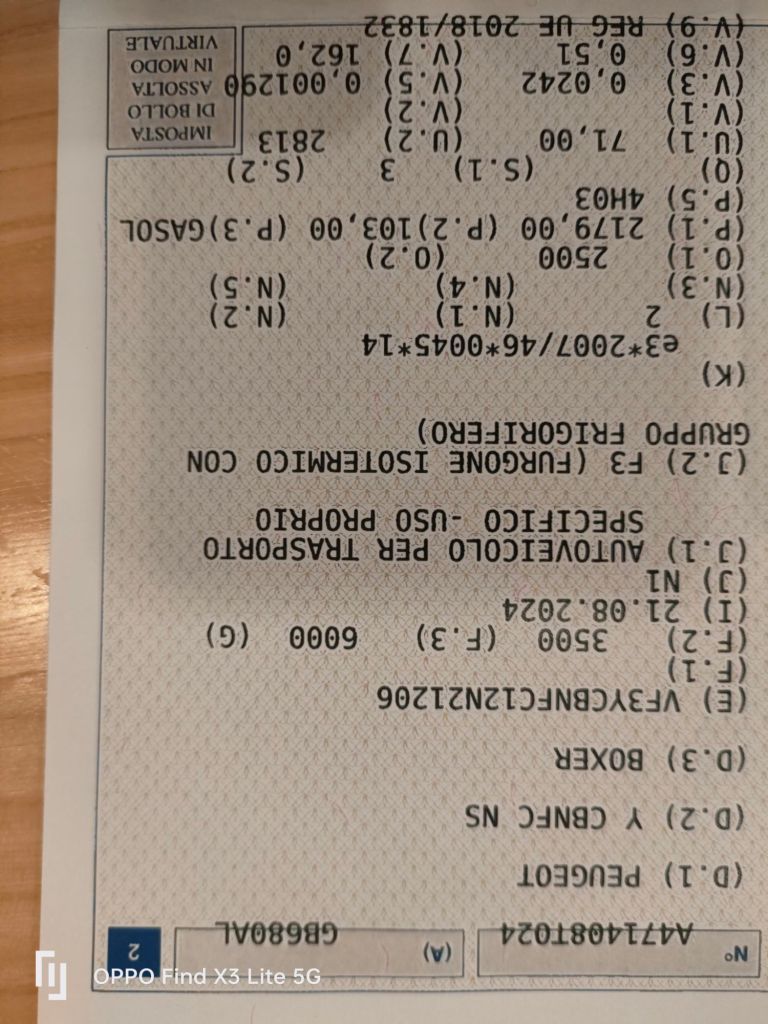 N° A471408T024 (A) GB680AL 2
(D.1) PEUGEOT
(D.2) Y CBNFC NS
(D.3) BOXER
(E) VF3YCBNFC12N21206
(F.1)
(F.2) 3500 (F.3) 6000 (G)
(I) 21.08.2024
(J) N1
(J.1) AUTOVEICOLO PER TRASPORTO
SPECIFICO -USO PROPRIO
(J.2) F3 (FURGONE ISOTERMICO CON
GRUPPO FRIGORIFERO)
(K)
e3*2007/46*0045*14
(L) 2 (N.1) (N.2)
(N.3) (N.4) (N.5)
(O.1) 2500 (O.2)
(P.1) 2179,00 (P.2)103,00 (P.3)GASOL
(P.5) 4H03
(Q) (S.1) 3 (S.2)
(U.1) 71,00 (U.2) 2813
(V.1) (V.2)
(V.3) 0,0242 (V.5) 0,001290
(V.6) 0,51 (V.7) 162,0
(V.9) REG UE 2018/1832
IMPOSTA
DI BOLLO
ASSOLTA
IN MODO
VIRTUALE
OPPO Find X3 Lite 5G